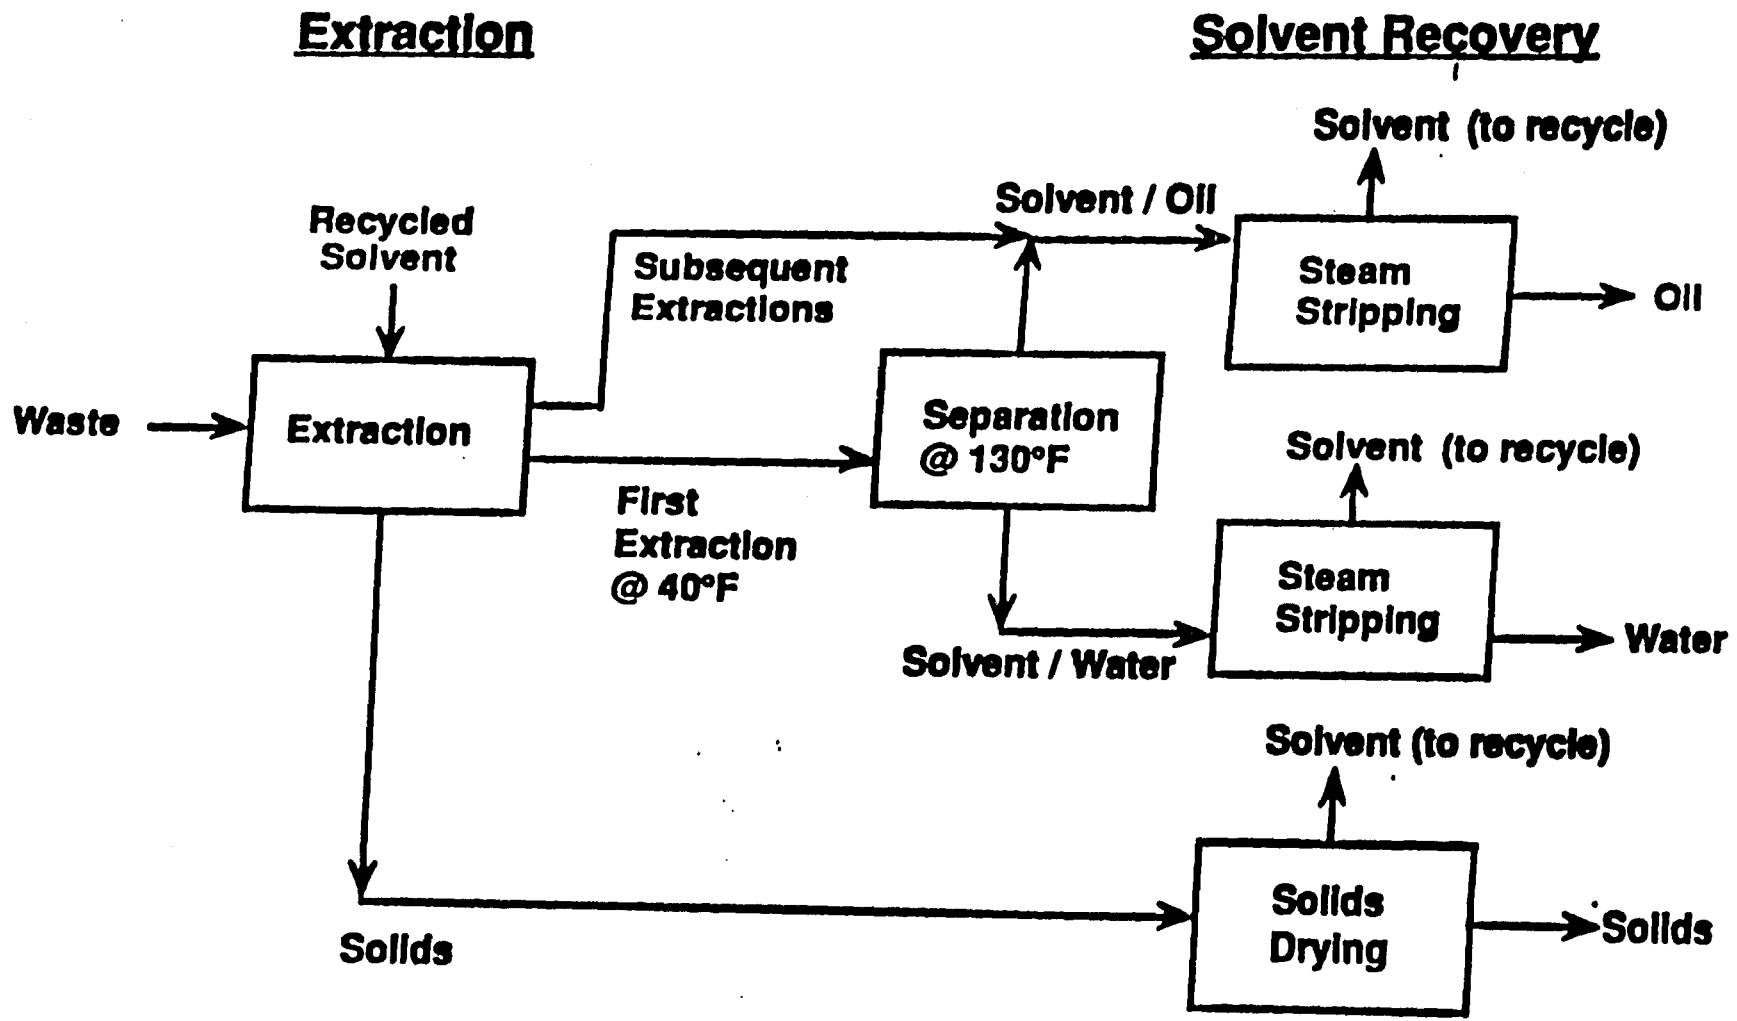 Extraction
Solvent Recovery
Solvent (to recycle)
Solvent / Oil
Recycled
Solvent
Subsequent
Extractions
Steam
Stripping
Oil
Waste
Extraction
Separation
@ 130°F
Solvent (to recycle)
First
Extraction
@ 40°F
Steam
Stripping
Water
Solvent / Water
Solvent (to recycle)
Solids
Drying
Solids
Solids